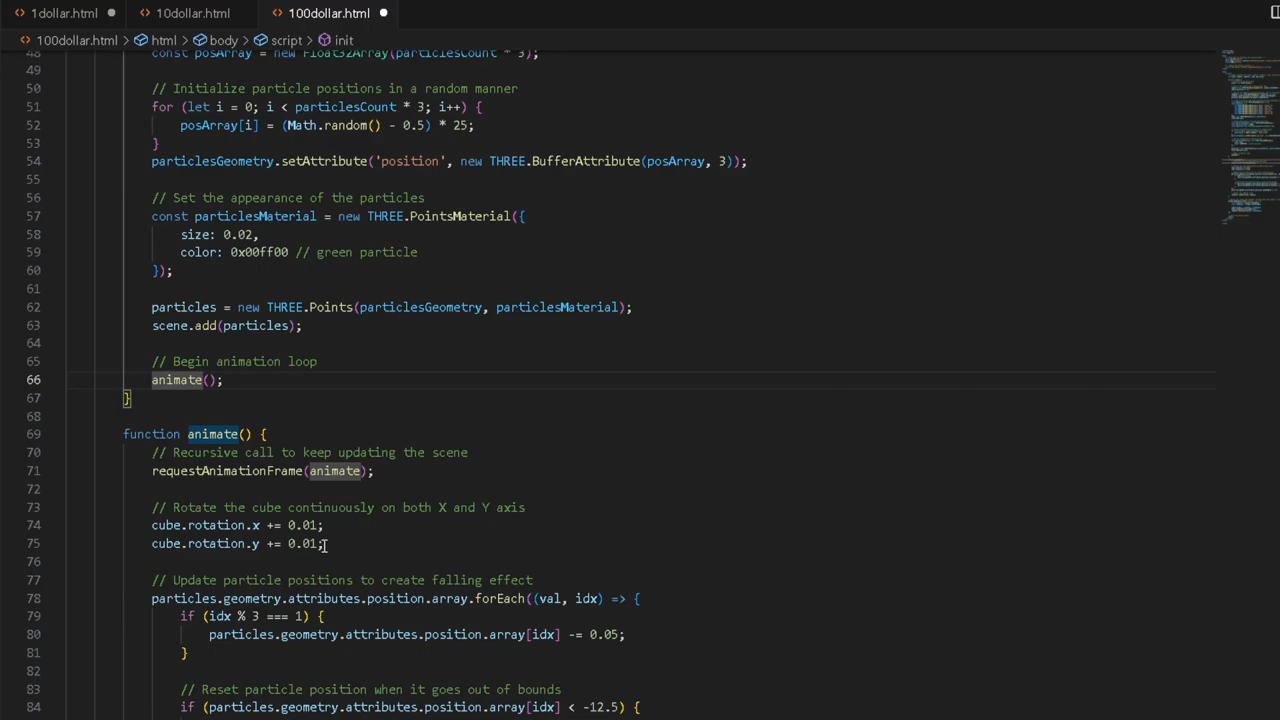 1dollar.html
10dollar.html
100dollar.html
100dollar.html > html > body > script > init
48 const posArray = new Float32Array(particlesCount * 3);
49
50 // Initialize particle positions in a random manner
51 for (let i = 0; i < particlesCount * 3; i++) {
52 posArray[i] = (Math.random() - 0.5) * 25;
53 }
54 particlesGeometry.setAttribute('position', new THREE.BufferAttribute(posArray, 3));
55
56 // Set the appearance of the particles
57 const particlesMaterial = new THREE.PointsMaterial({
58 size: 0.02,
59 color: 0x00ff00 // green particle
60 });
61
62 particles = new THREE.Points(particlesGeometry, particlesMaterial);
63 scene.add(particles);
64
65 // Begin animation loop
66 animate();
67 }
68
69 function animate() {
70 // Recursive call to keep updating the scene
71 requestAnimationFrame(animate);
72
73 // Rotate the cube continuously on both X and Y axis
74 cube.rotation.x += 0.01;
75 cube.rotation.y += 0.01;
76
77 // Update particle positions to create falling effect
78 particles.geometry.attributes.position.array.forEach((val, idx) => {
79 if (idx % 3 === 1) {
80 particles.geometry.attributes.position.array[idx] -= 0.05;
81 }
82
83 // Reset particle position when it goes out of bounds
84 if (particles.geometry.attributes.position.array[idx] < -12.5) {